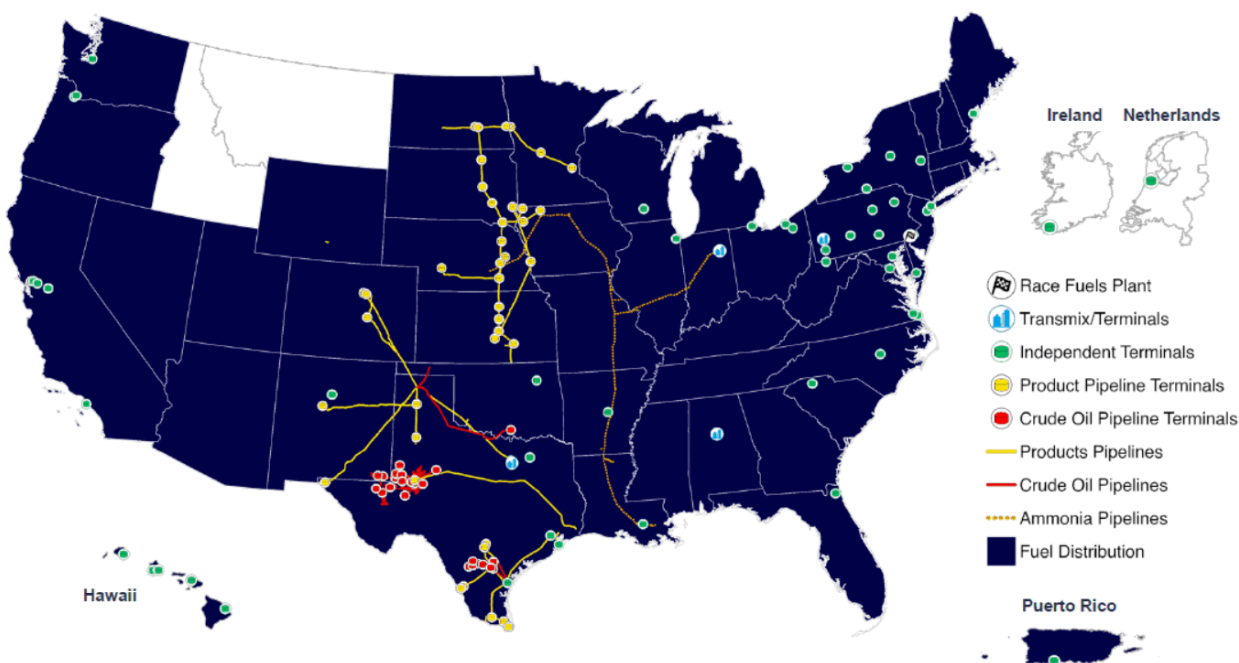 Ireland
Netherlands
Race Fuels Plant
Transmix/Terminals
Independent Terminals
Product Pipeline Terminals
Crude Oil Pipeline Terminals
Products Pipelines
Crude Oil Pipelines
Ammonia Pipelines
Fuel Distribution
Hawaii
Puerto Rico